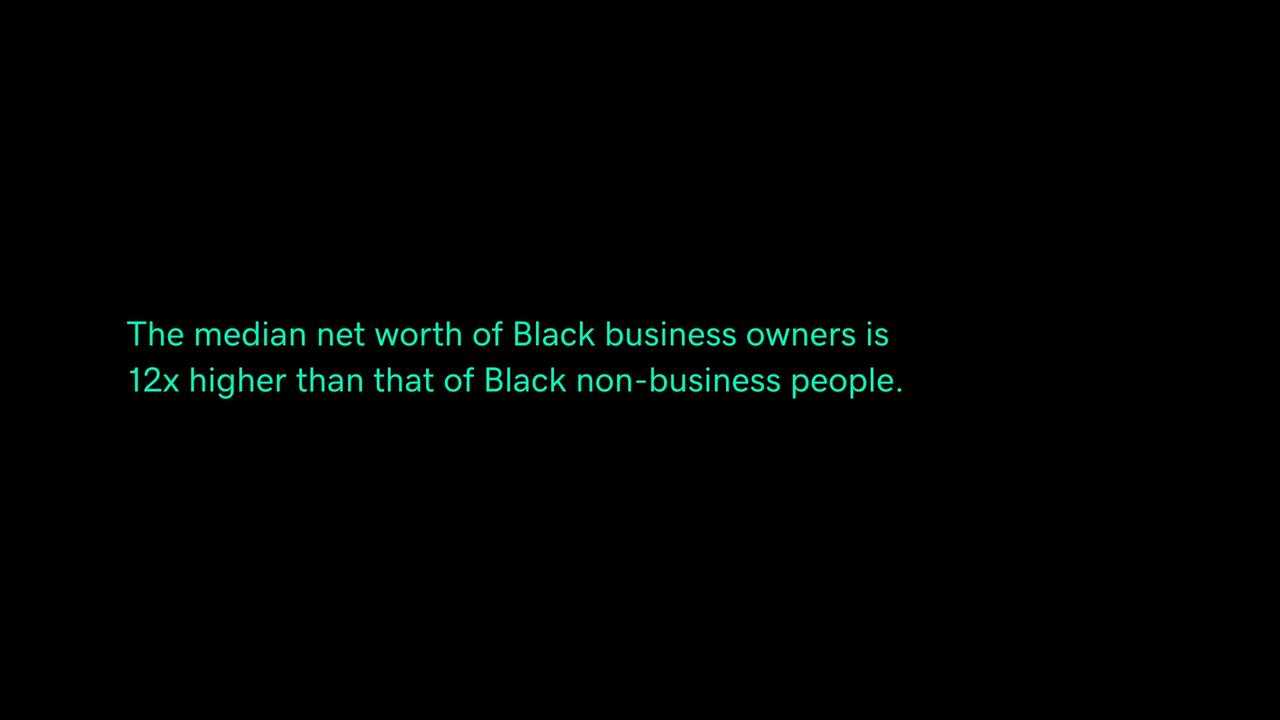 The median net worth of Black business owners is
12x higher than that of Black non-business people.